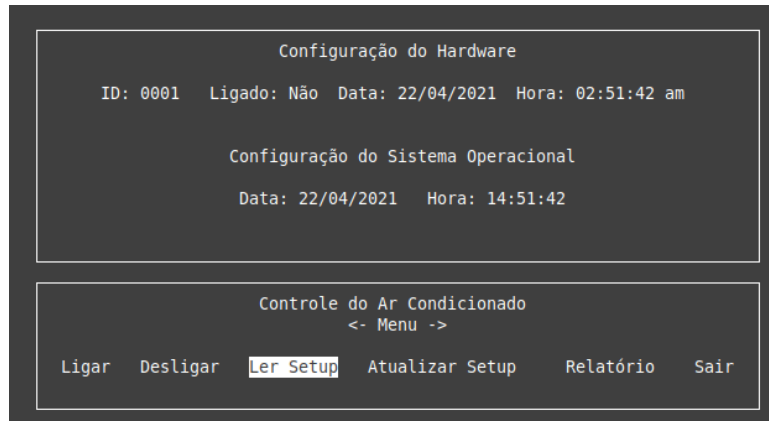 Configuração do Hardware
ID: 0001 Ligado: Não Data: 22/04/2021 Hora: 02:51:42 am
Configuração do Sistema Operacional
Data: 22/04/2021 Hora: 14:51:42
Controle do Ar Condicionado
<- Menu ->
Ligar Desligar Ler Setup Atualizar Setup Relatório Sair